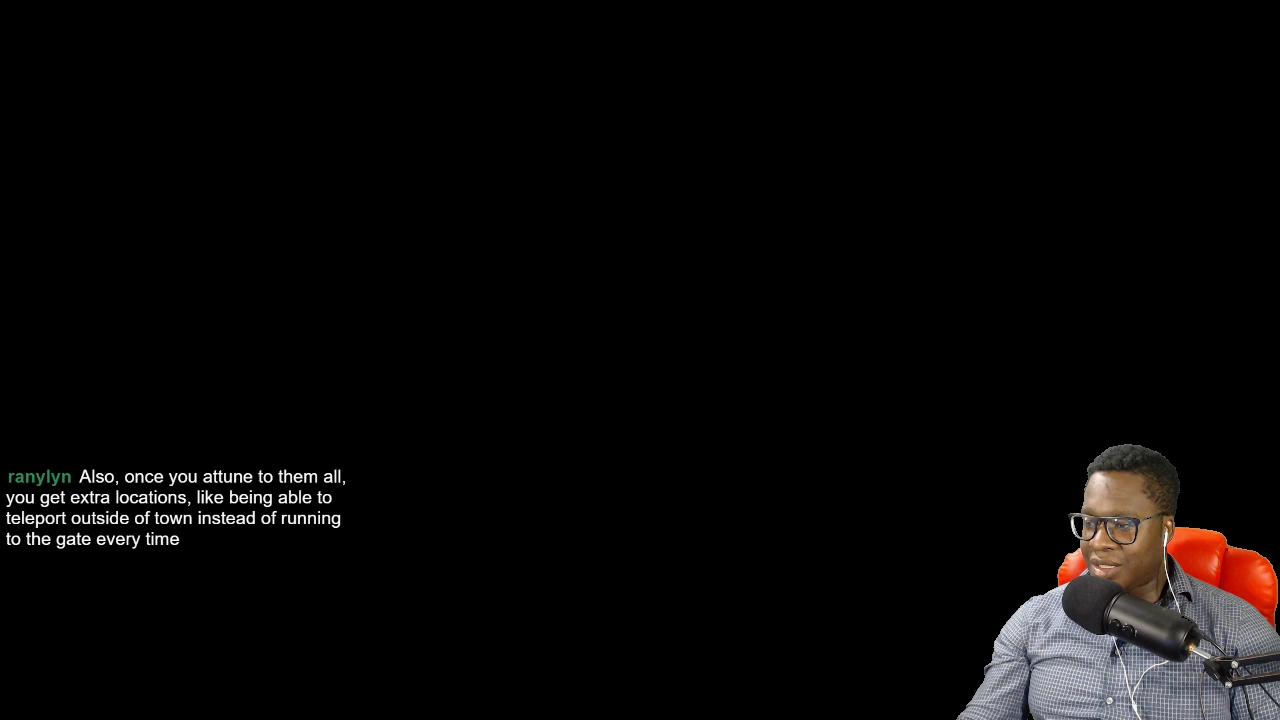 ranylyn Also, once you attune to them all,
you get extra locations, like being able to
teleport outside of town instead of running
to the gate every time